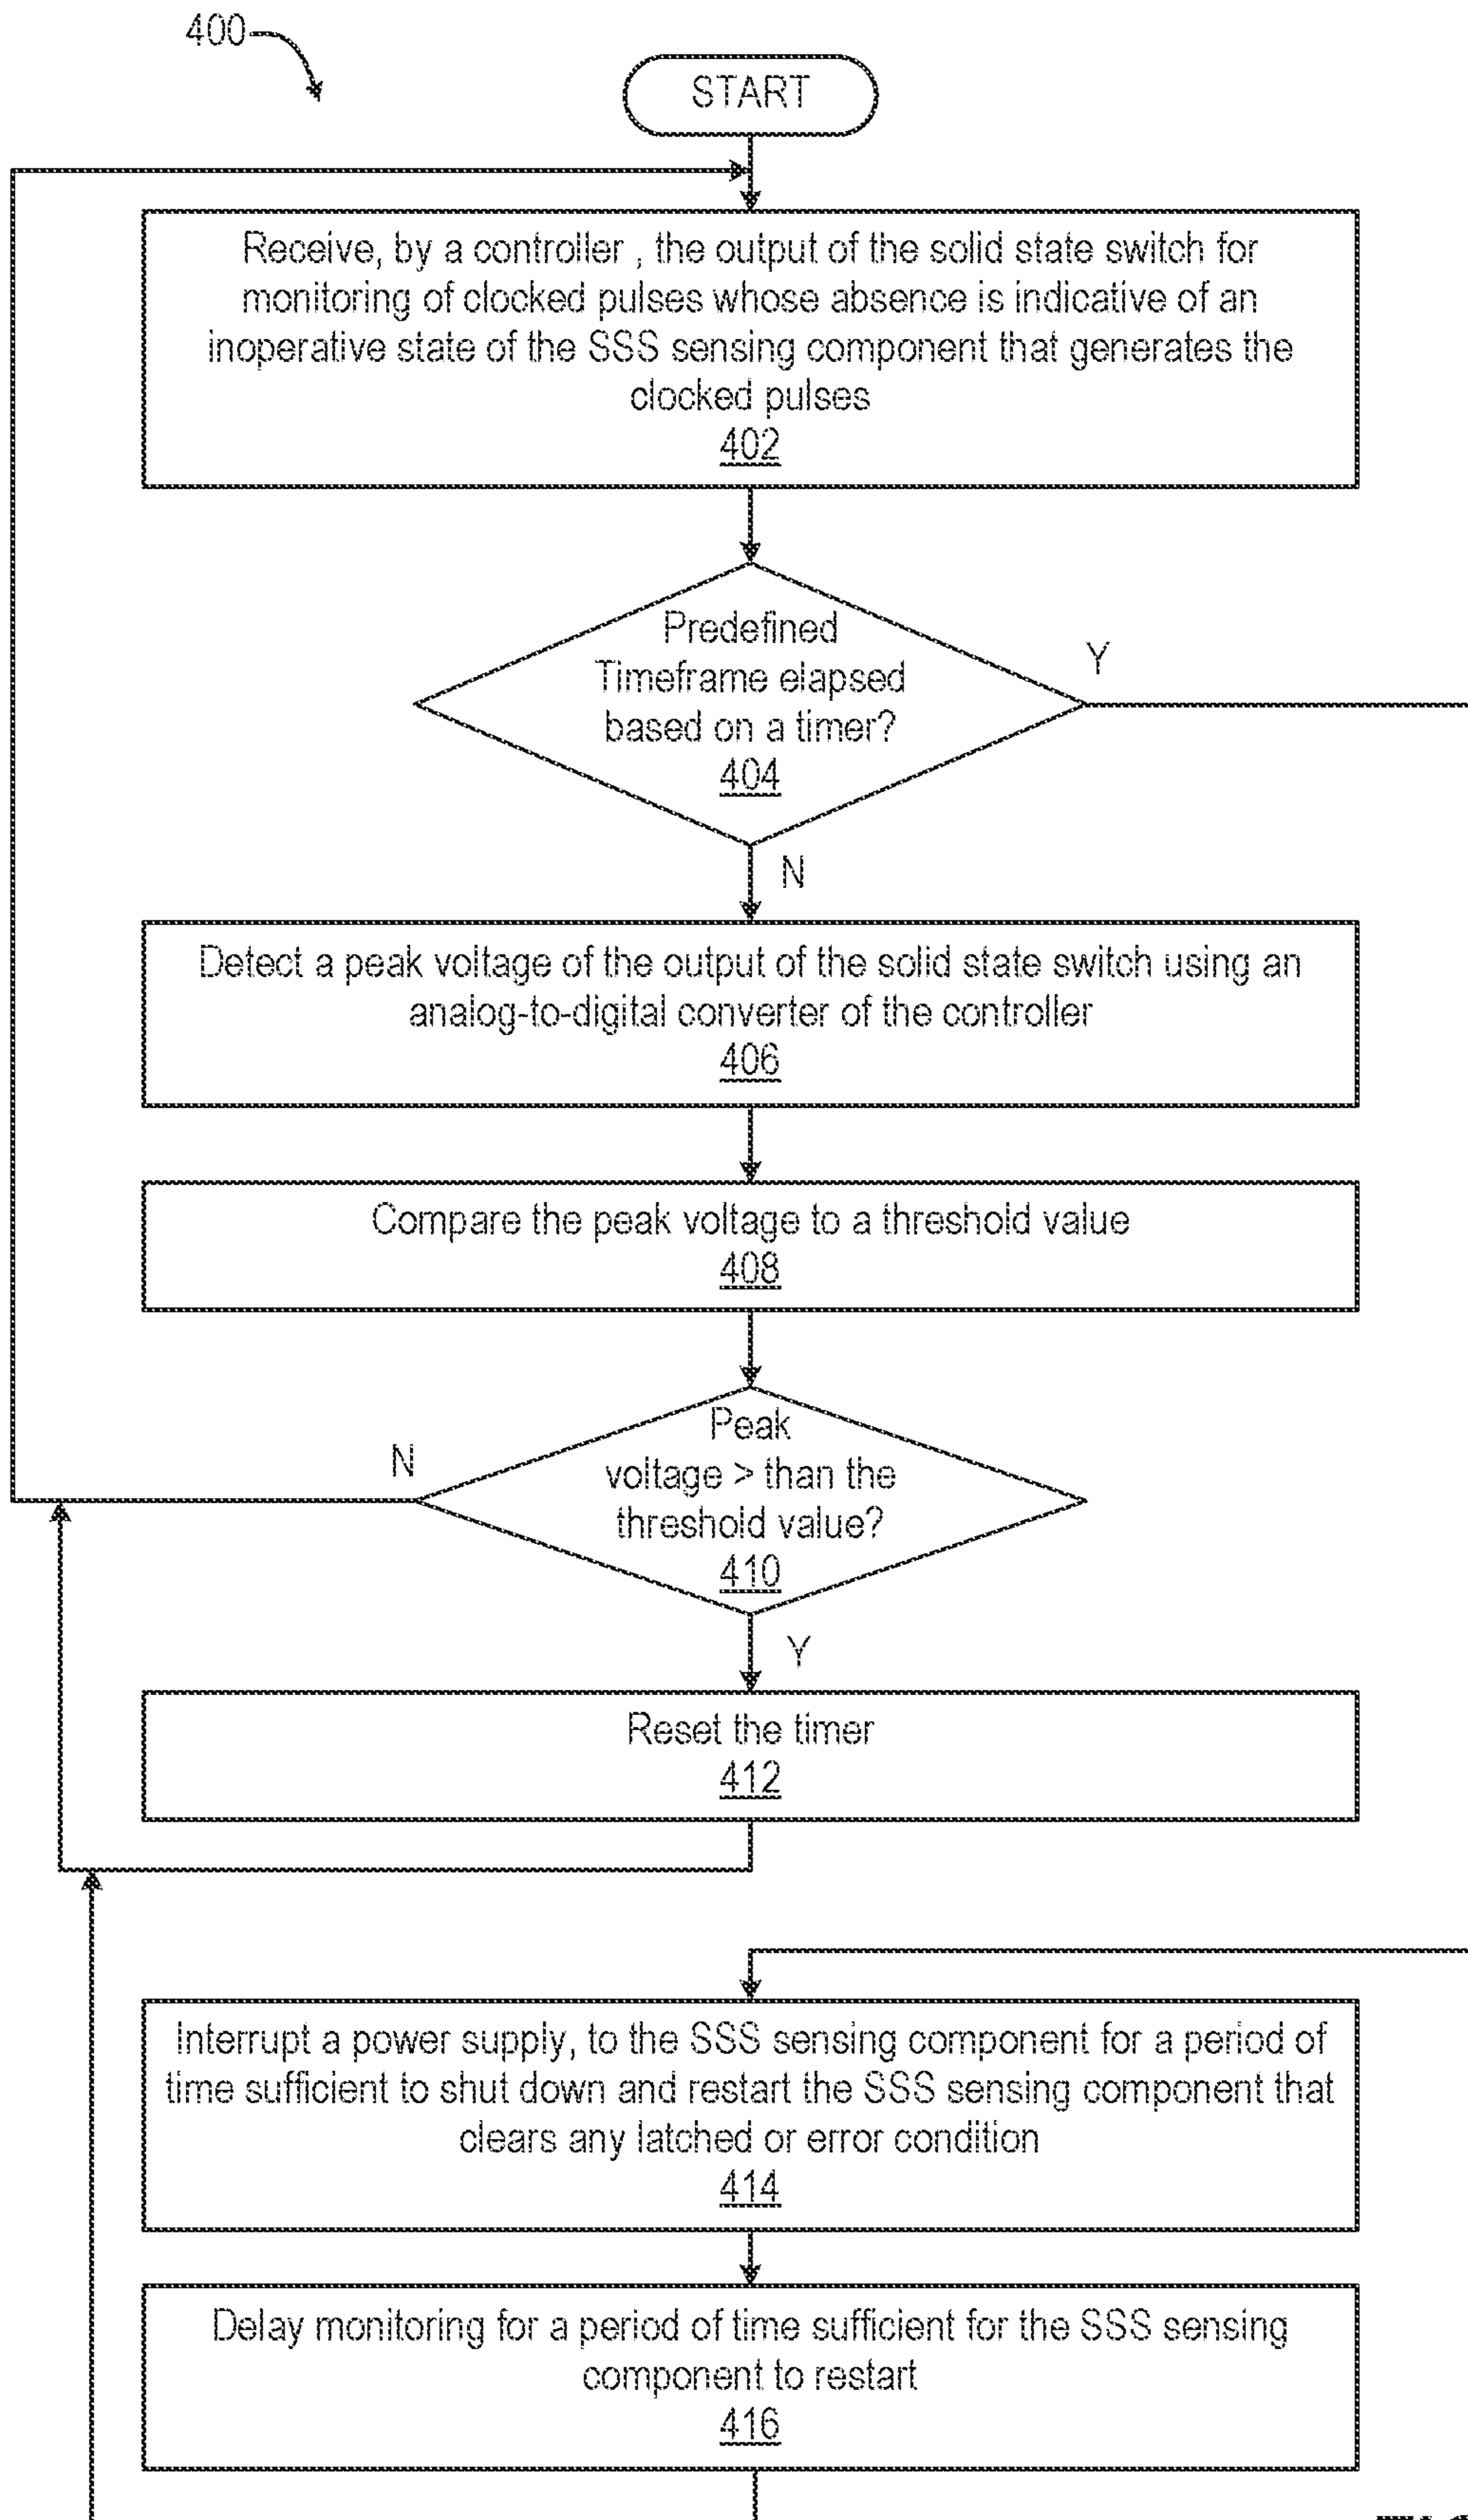 400
START
Receive, by a controller , the output of the solid state switch for
monitoring of clocked pulses whose absence is indicative of an
inoperative state of the SSS sensing component that generates the
clocked pulses
402
Predefined
Timeframe elapsed
based on a timer?
404
Y
N
Detect a peak voltage of the output of the solid state switch using an
analog-to-digital converter of the controller
406
Compare the peak voltage to a threshold value
408
Peak
voltage > than the
threshold value?
410
N
Y
Reset the timer
412
Interrupt a power supply, to the SSS sensing component for a period of
time sufficient to shut down and restart the SSS sensing component that
clears any latched or error condition
414
Delay monitoring for a period of time sufficient for the SSS sensing
component to restart
416